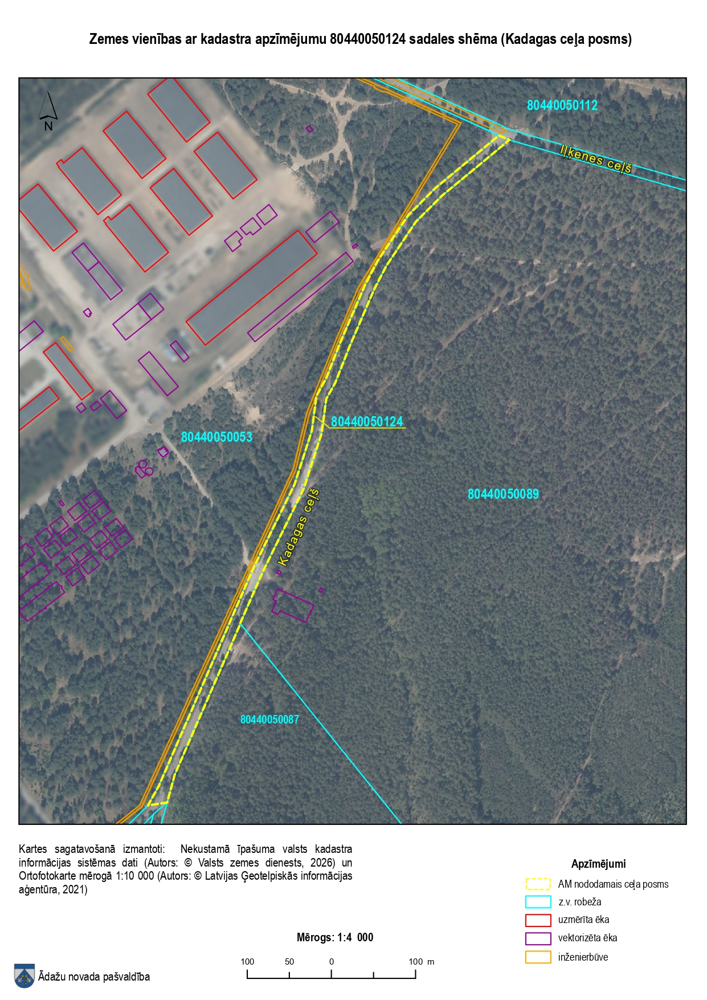 Zemes vienības ar kadastra apzīmējumu 80440050124 sadales shēma (Kadagas ceļa posms)
80440050112
N
Iļķenes ceļš
80440050124
80440050053
80440050089
Kadagas ceļš
80440050087
Kartes sagatavošanā izmantoti: Nekustamā īpašuma valsts kadastra
informācijas sistēmas dati (Autors: © Valsts zemes dienests, 2026) un
Ortofotokarte mērogā 1:10 000 (Autors: © Latvijas Ģeotelpiskās informācijas
aģentūra, 2021)
Apzīmējumi
AM nododamais ceļa posms
z.v. robeža
uzmērīta ēka
vektorizēta ēka
inženierbūve
Mērogs: 1:4 000
100 50 0 100 m
Ādažu novada pašvaldība